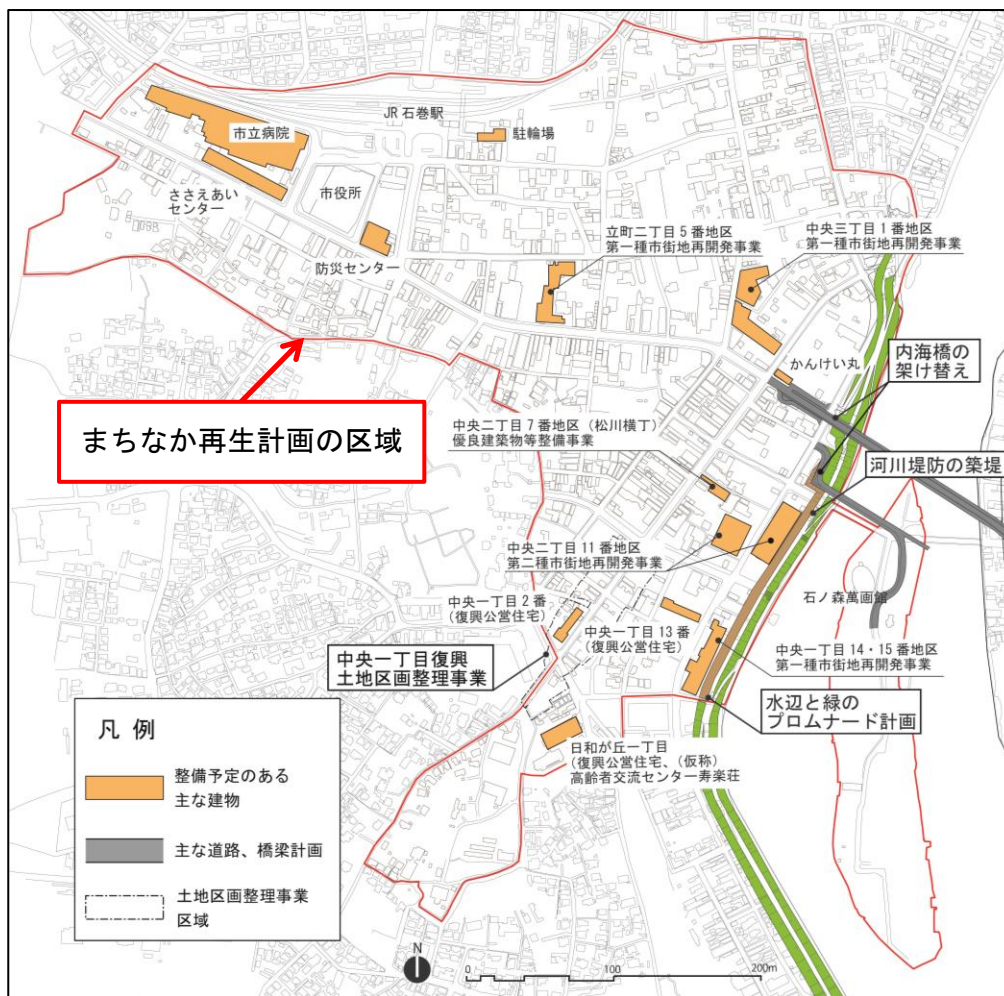 JR 石巻駅
市立病院
駐輪場
ささえあい
センター
市役所
防災センター
立町二丁目 5 番地区
第一種市街地再開発事業
中央三丁目 1 番地区
第一種市街地再開発事業
かんけい丸
内海橋の
架け替え
まちなか再生計画の区域
中央二丁目 7 番地区（松川横丁）
優良建築物等整備事業
河川堤防の築堤
中央二丁目 11 番地区
第二種市街地再開発事業
中央一丁目 2 番
（復興公営住宅）
中央一丁目 13 番
（復興公営住宅）
石ノ森萬画館
中央一丁目復興
土地区画整理事業
中央一丁目 14・15 番地区
第一種市街地再開発事業
水辺と緑の
プロムナード計画
日和が丘一丁目
（復興公営住宅、（仮称）
高齢者交流センター寿楽荘
凡 例
整備予定のある
主な建物
主な道路、橋梁計画
土地区画整理事業
区域
N
0 100 200m